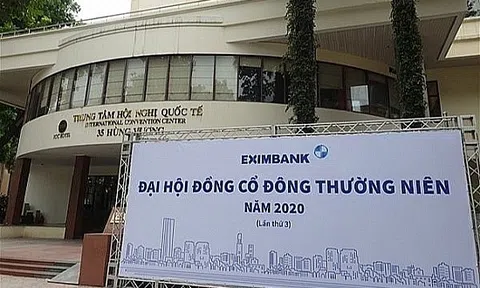 TRUNG TÂM HỘI NGHỊ QUỐC TẾ
INTERNATIONAL CONVENTION CENTER
35 HÙNG VƯƠNG
EXIMBANK
ĐẠI HỘI ĐỒNG CỔ ĐÔNG THƯỜNG NIÊN
NĂM 2020
(Lần thứ 3)